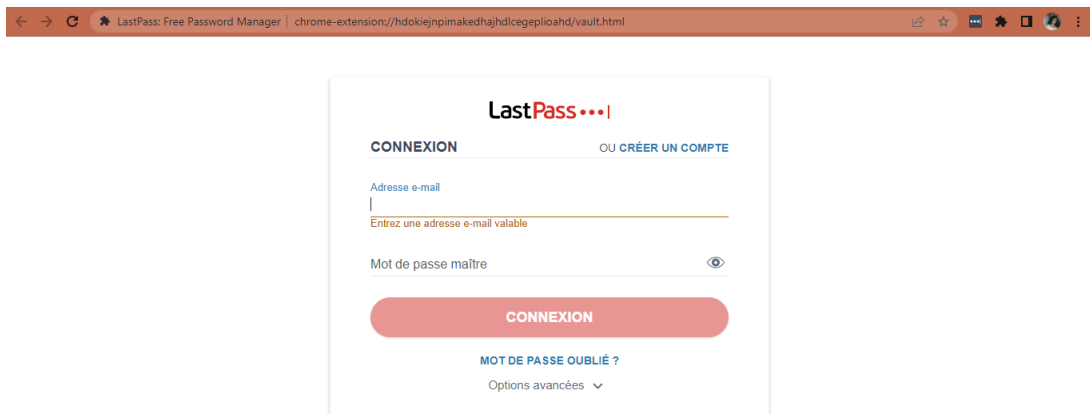 LastPass: Free Password Manager | chrome-extension://hdokiejnpimakedhajhdlcegeplioahd/vault.html
LastPass
CONNEXION OU CRÉER UN COMPTE
Adresse e-mail
Entrez une adresse e-mail valable
Mot de passe maître
CONNEXION
MOT DE PASSE OUBLIÉ ?
Options avancées